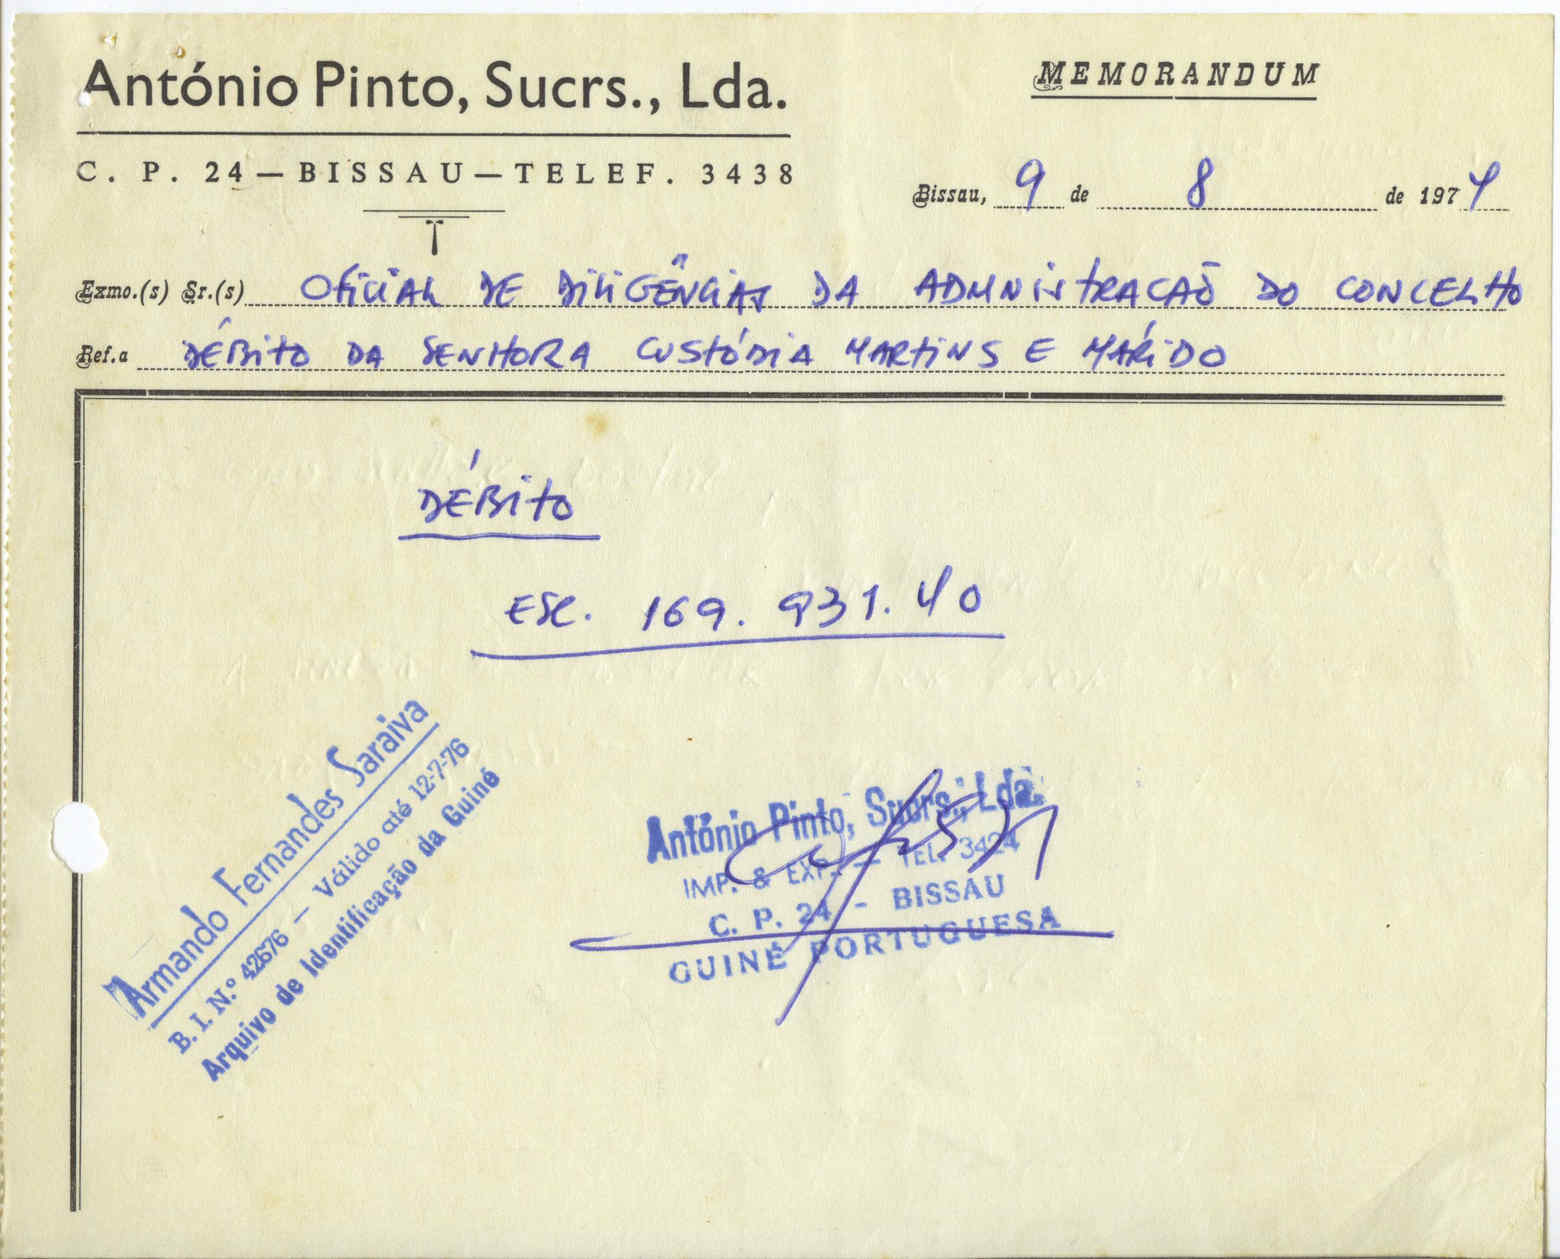 António Pinto, Sucrs., Lda.
C. P. 24 — BISSAU — TELEF. 3438
MEMORANDUM
Bissau, 9 de 8 de 1974
Exmo.(s) Sr.(s) OFICIAL DE DILIGÊNCIAS DA ADMNISTRACAÕ DO CONCELHO
Ref.a DÉBITO DA SENHORA CUSTÓDIA MARTINS E MARIDO
DÉBITO
ESC. 169.931.40
Armando Fernandes Saraiva
B. I. N.º 42676 — Válido até 12-7-76
Arquivo de Identificação da Guiné
António Pinto, Sucrs., Lda.
IMP. & EXP. — TEL. 3424
C. P. 24 - BISSAU
GUINÉ PORTUGUESA